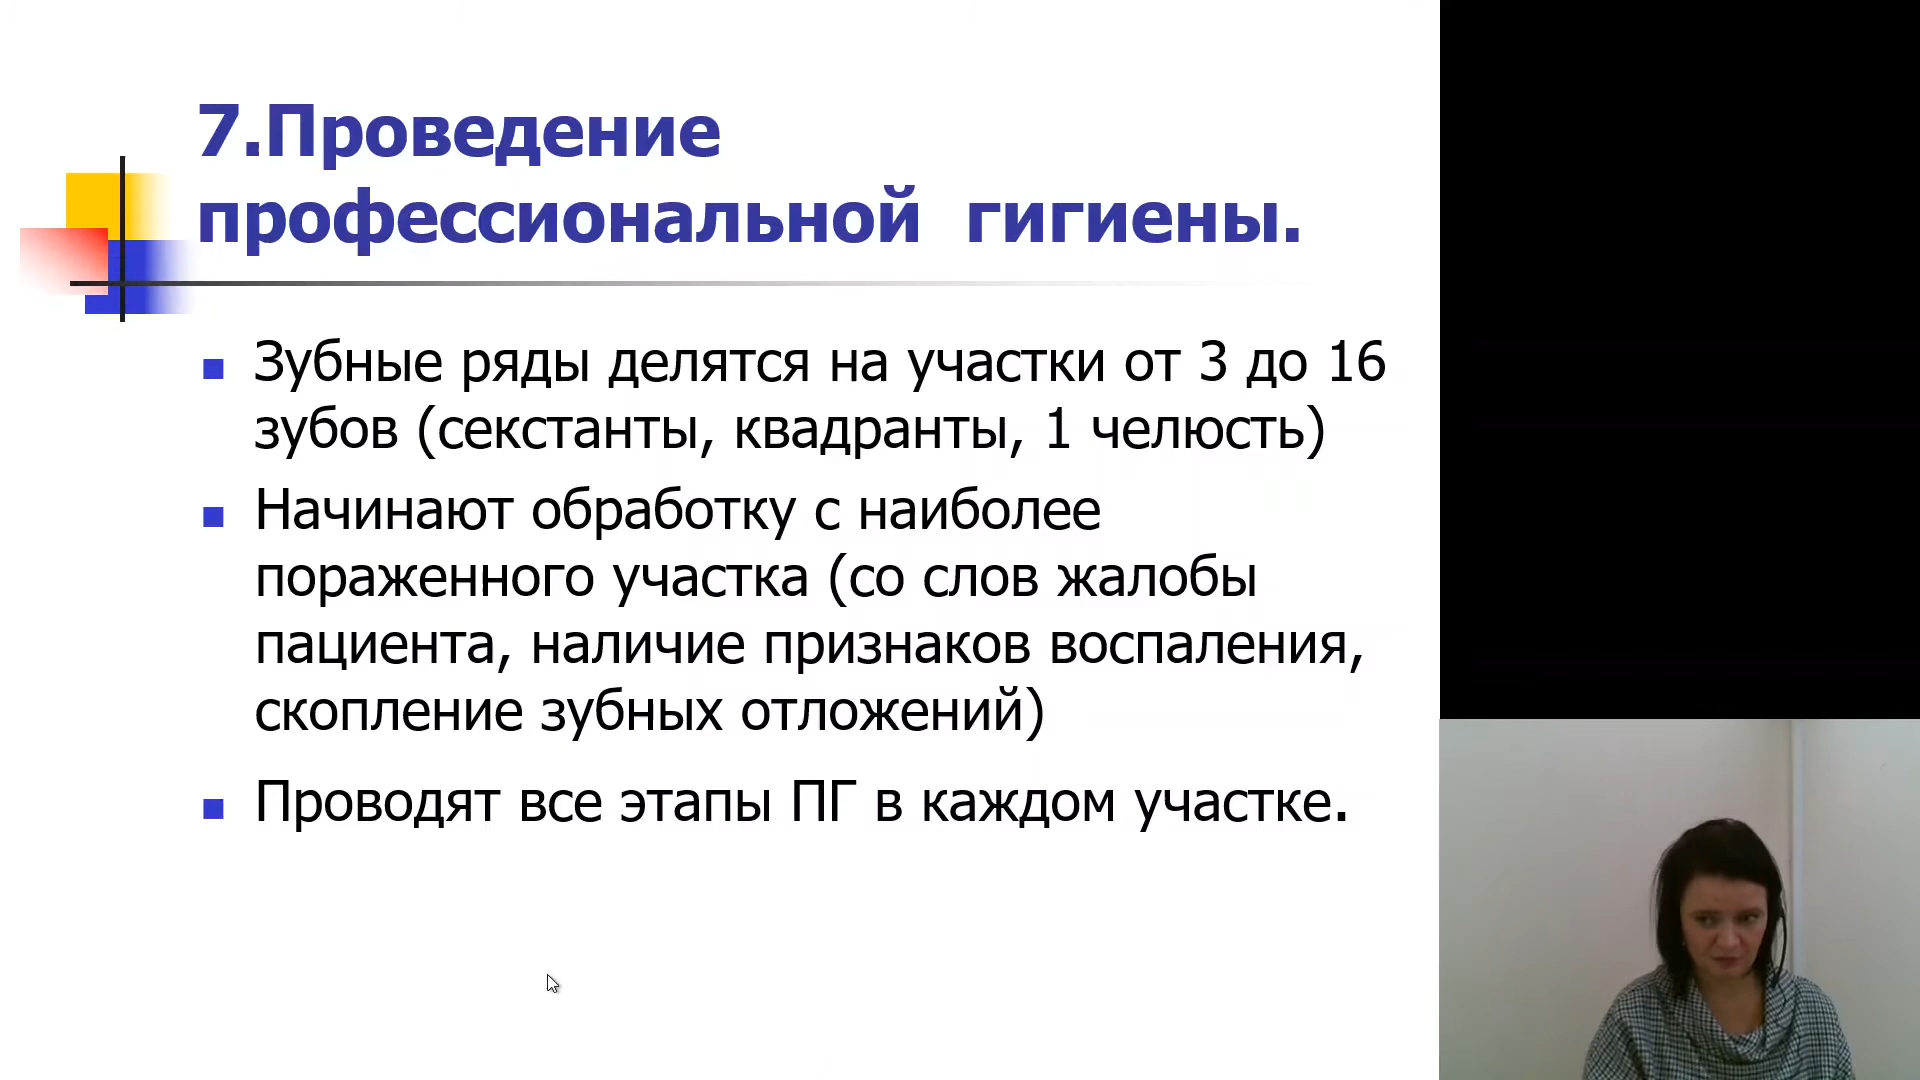 7.Проведение
профессиональной гигиены.
Зубные ряды делятся на участки от 3 до 16
зубов (секстанты, квадранты, 1 челюсть)
Начинают обработку с наиболее
пораженного участка (со слов жалобы
пациента, наличие признаков воспаления,
скопление зубных отложений)
Проводят все этапы ПГ в каждом участке.